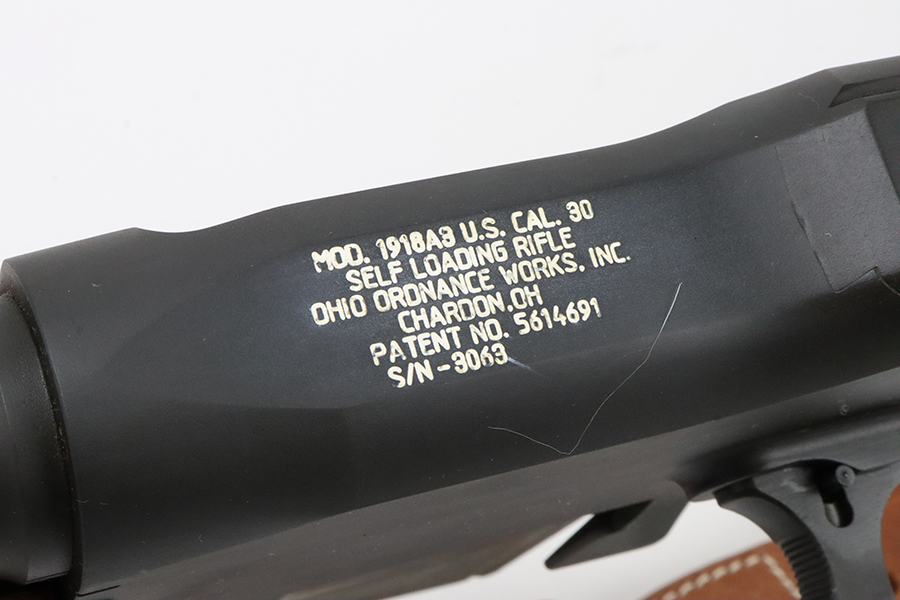 MOD. 1918A3 U.S. CAL. 30
SELF LOADING RIFLE
OHIO ORDNANCE WORKS, INC.
CHARDON, OH
PATENT NO. 5614691
S/N-3063